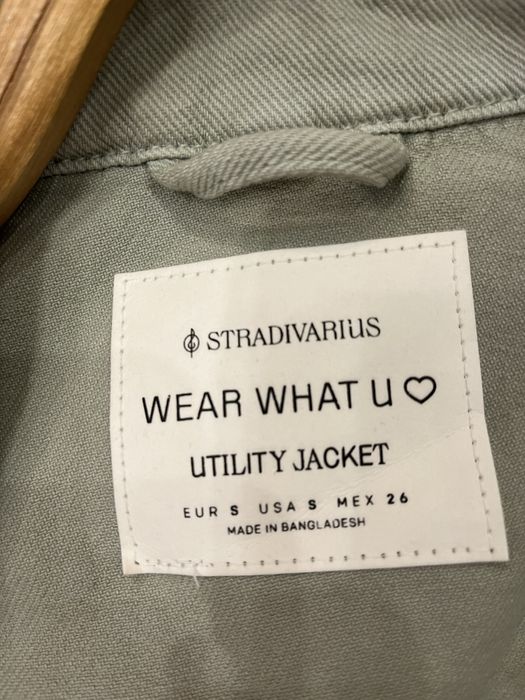 STRADIVARIUS
WEAR WHAT U ♡
UTILITY JACKET
EUR S USA S MEX 26
MADE IN BANGLADESH